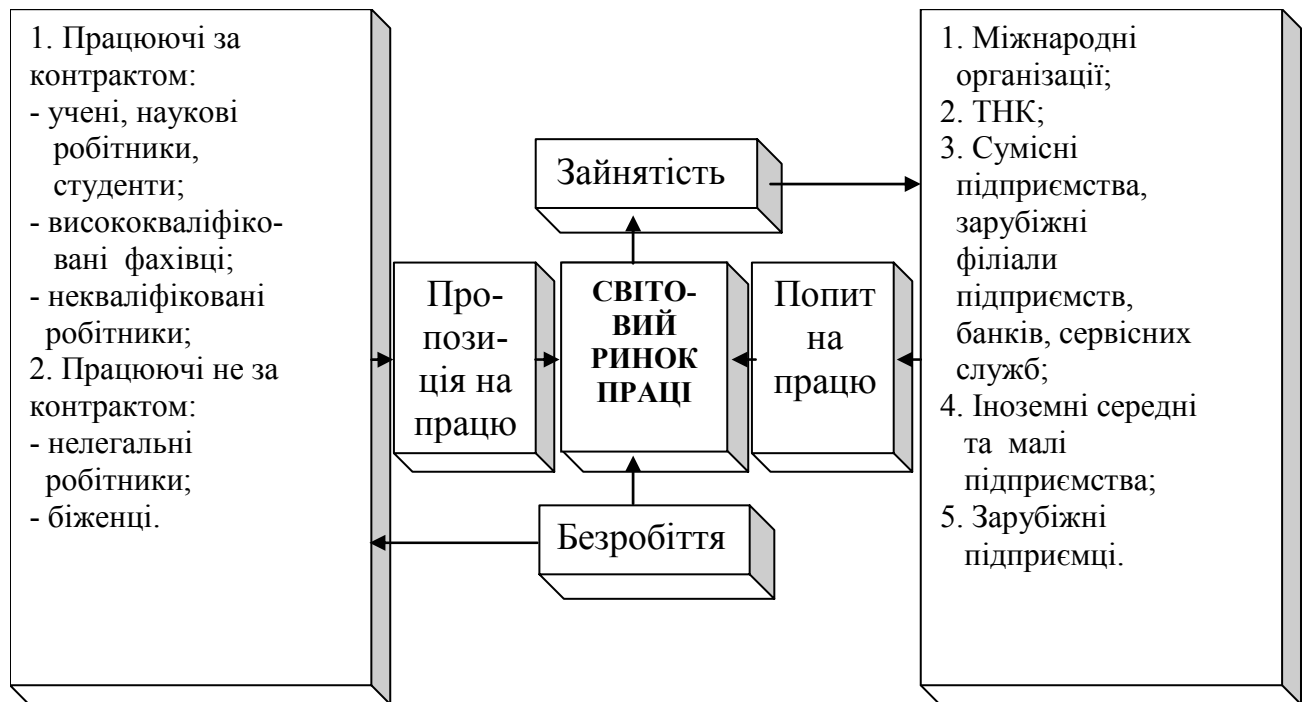 1. Працюючі за
контрактом:
- учені, наукові
робітники,
студенти;
- висококваліфіко-
вані фахівці;
- некваліфіковані
робітники;
2. Працюючі не за
контрактом:
- нелегальні
робітники;
- біженці.
Зайнятість
Про-
пози-
ція на
працю
СВІТО-
ВИЙ
РИНОК
ПРАЦІ
Попит
на
працю
Безробіття
1. Міжнародні
організації;
2. ТНК;
3. Сумісні
підприємства,
зарубіжні
філіали
підприємств,
банків, сервісних
служб;
4. Іноземні середні
та малі
підприємства;
5. Зарубіжні
підприємці.